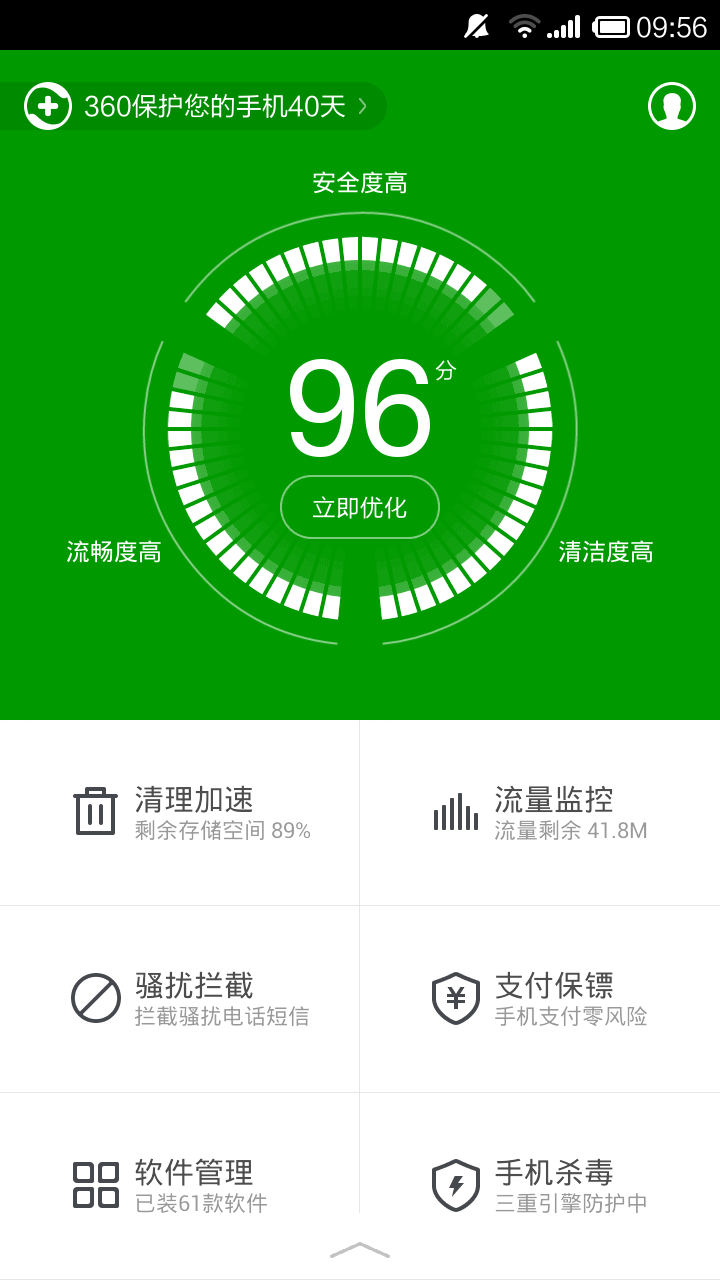 09:56
360保护您的手机40天
安全度高
96分
立即优化
流畅度高
清洁度高
清理加速
剩余存储空间 89%
流量监控
流量剩余 41.8M
骚扰拦截
拦截骚扰电话短信
支付保镖
手机支付零风险
软件管理
已装61款软件
手机杀毒
三重引擎防护中